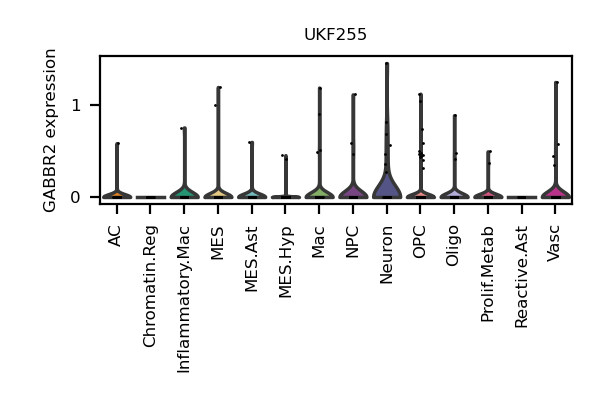 UKF255
GABBR2 expression
1
0
AC
Chromatin.Reg
Inflammatory.Mac
MES
MES.Ast
MES.Hyp
Mac
NPC
Neuron
OPC
Oligo
Prolif.Metab
Reactive.Ast
Vasc